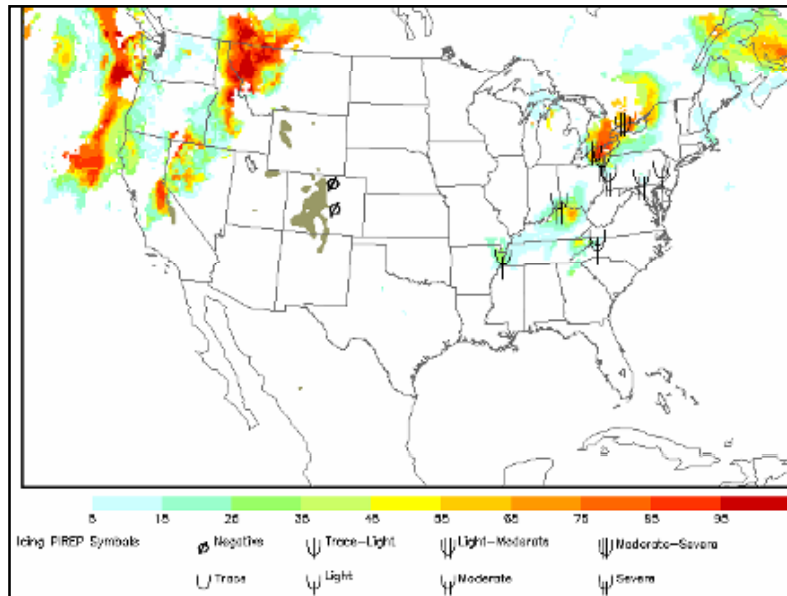 5 15 25 35 45 55 65 75 85 95
Icing PIREP Symbols Negative Trace-Light Light-Moderate Moderate-Severe
Trace Light Moderate Severe